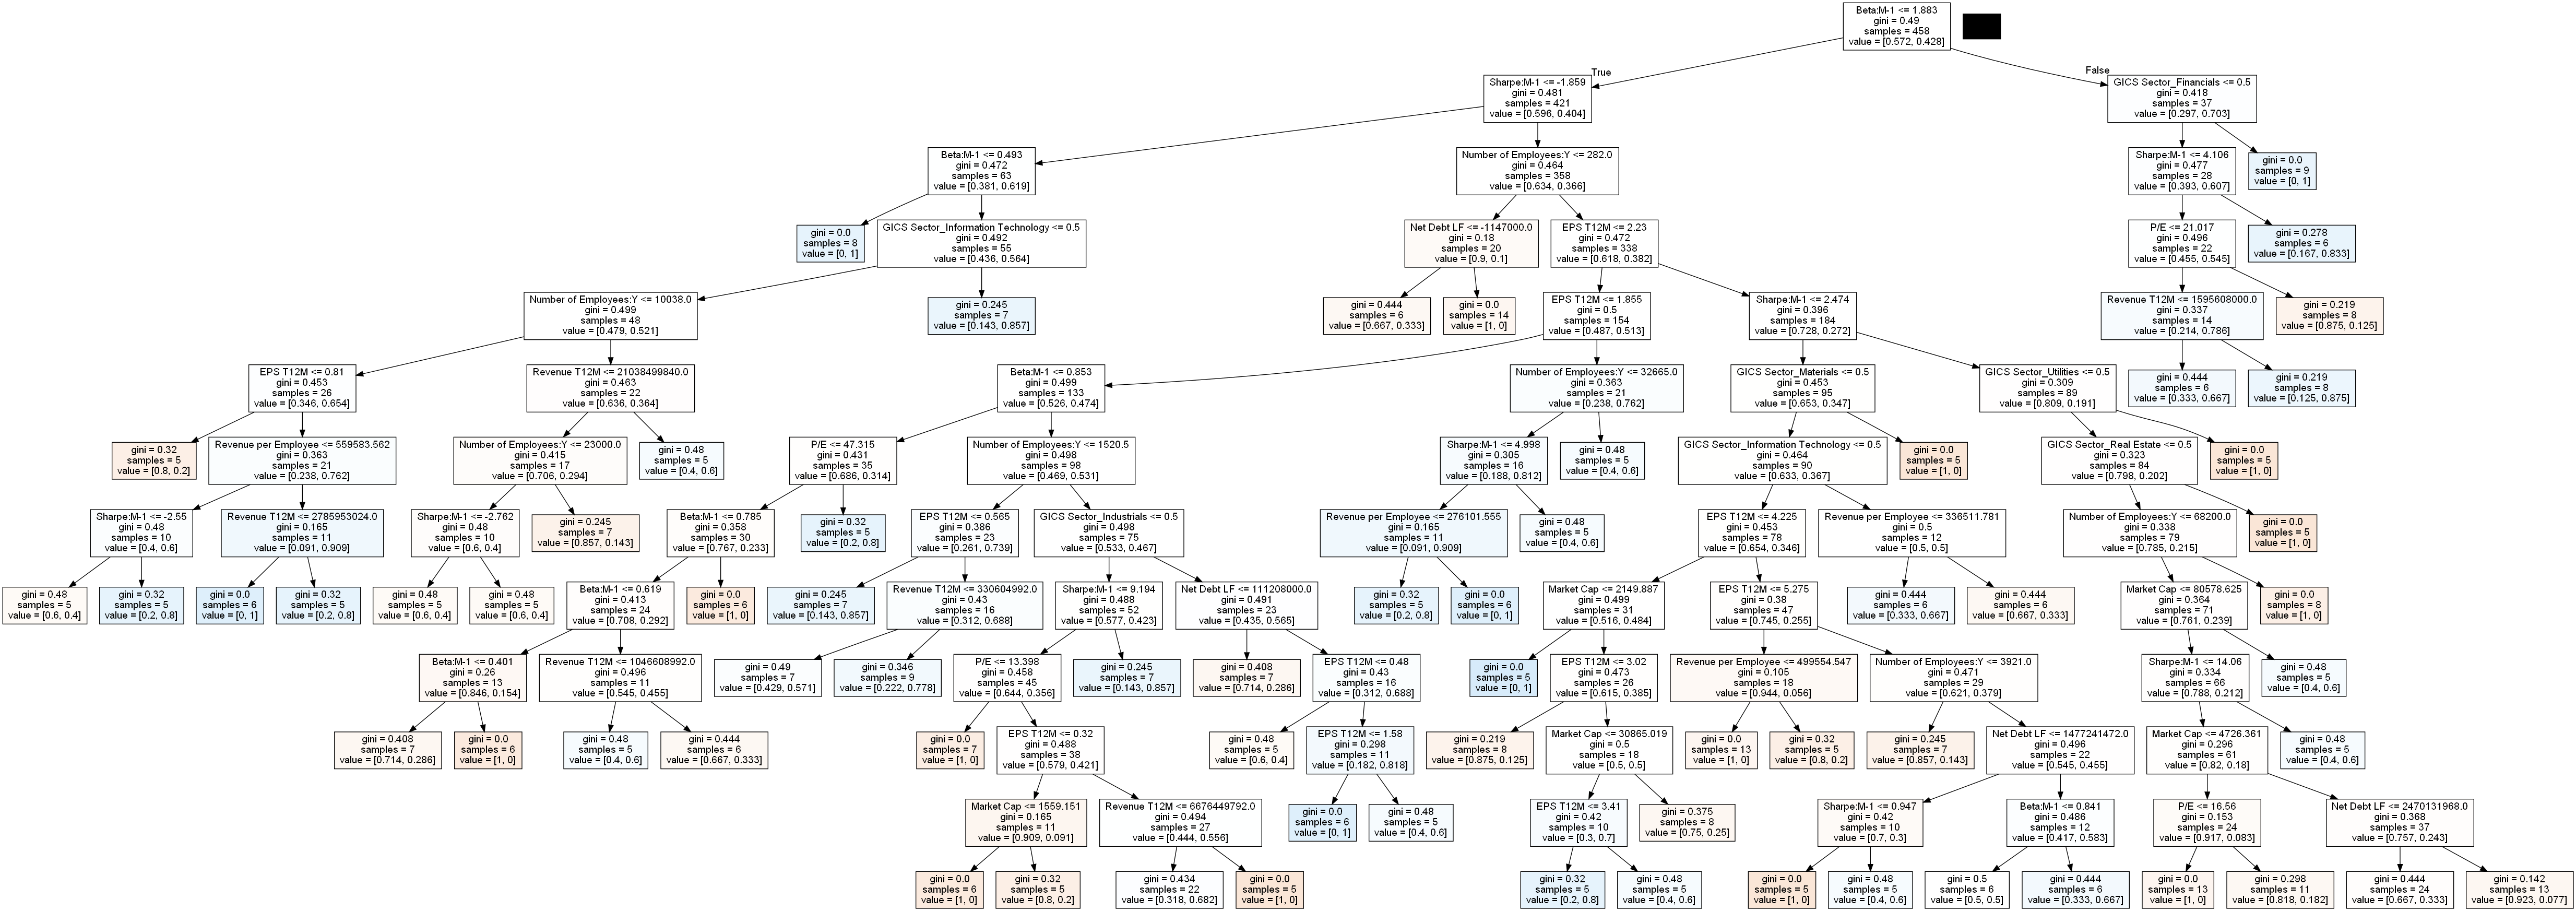 Beta:M-1 <= 1.883
gini = 0.49
samples = 458
value = [0.572, 0.428]
True
False
Sharpe:M-1 <= -1.859
gini = 0.481
samples = 421
value = [0.596, 0.404]
GICS Sector_Financials <= 0.5
gini = 0.418
samples = 37
value = [0.297, 0.703]
Beta:M-1 <= 0.493
gini = 0.472
samples = 63
value = [0.381, 0.619]
Number of Employees:Y <= 282.0
gini = 0.464
samples = 358
value = [0.634, 0.366]
Sharpe:M-1 <= 4.106
gini = 0.477
samples = 28
value = [0.393, 0.607]
gini = 0.0
samples = 9
value = [0, 1]
gini = 0.0
samples = 8
value = [0, 1]
GICS Sector_Information Technology <= 0.5
gini = 0.492
samples = 55
value = [0.436, 0.564]
Net Debt LF <= -1147000.0
gini = 0.18
samples = 20
value = [0.9, 0.1]
EPS T12M <= 2.23
gini = 0.472
samples = 338
value = [0.618, 0.382]
P/E <= 21.017
gini = 0.496
samples = 22
value = [0.455, 0.545]
gini = 0.278
samples = 6
value = [0.167, 0.833]
Number of Employees:Y <= 10038.0
gini = 0.499
samples = 48
value = [0.479, 0.521]
gini = 0.245
samples = 7
value = [0.143, 0.857]
gini = 0.444
samples = 6
value = [0.667, 0.333]
gini = 0.0
samples = 14
value = [1, 0]
EPS T12M <= 1.855
gini = 0.5
samples = 154
value = [0.487, 0.513]
Sharpe:M-1 <= 2.474
gini = 0.396
samples = 184
value = [0.728, 0.272]
Revenue T12M <= 1595608000.0
gini = 0.337
samples = 14
value = [0.214, 0.786]
gini = 0.219
samples = 8
value = [0.875, 0.125]
EPS T12M <= 0.81
gini = 0.453
samples = 26
value = [0.346, 0.654]
Revenue T12M <= 21038499840.0
gini = 0.463
samples = 22
value = [0.636, 0.364]
Beta:M-1 <= 0.853
gini = 0.499
samples = 133
value = [0.526, 0.474]
Number of Employees:Y <= 32665.0
gini = 0.363
samples = 21
value = [0.238, 0.762]
GICS Sector_Materials <= 0.5
gini = 0.453
samples = 95
value = [0.653, 0.347]
GICS Sector_Utilities <= 0.5
gini = 0.309
samples = 89
value = [0.809, 0.191]
gini = 0.444
samples = 6
value = [0.333, 0.667]
gini = 0.219
samples = 8
value = [0.125, 0.875]
gini = 0.32
samples = 5
value = [0.8, 0.2]
Revenue per Employee <= 559583.562
gini = 0.363
samples = 21
value = [0.238, 0.762]
Number of Employees:Y <= 23000.0
gini = 0.415
samples = 17
value = [0.706, 0.294]
gini = 0.48
samples = 5
value = [0.4, 0.6]
P/E <= 47.315
gini = 0.431
samples = 35
value = [0.686, 0.314]
Number of Employees:Y <= 1520.5
gini = 0.498
samples = 98
value = [0.469, 0.531]
Sharpe:M-1 <= 4.998
gini = 0.305
samples = 16
value = [0.188, 0.812]
gini = 0.48
samples = 5
value = [0.4, 0.6]
GICS Sector_Information Technology <= 0.5
gini = 0.464
samples = 90
value = [0.633, 0.367]
gini = 0.0
samples = 5
value = [1, 0]
GICS Sector_Real Estate <= 0.5
gini = 0.323
samples = 84
value = [0.798, 0.202]
gini = 0.0
samples = 5
value = [1, 0]
Sharpe:M-1 <= -2.55
gini = 0.48
samples = 10
value = [0.4, 0.6]
Revenue T12M <= 2785953024.0
gini = 0.165
samples = 11
value = [0.091, 0.909]
Sharpe:M-1 <= -2.762
gini = 0.48
samples = 10
value = [0.6, 0.4]
gini = 0.245
samples = 7
value = [0.857, 0.143]
Beta:M-1 <= 0.785
gini = 0.358
samples = 30
value = [0.767, 0.233]
gini = 0.32
samples = 5
value = [0.2, 0.8]
EPS T12M <= 0.565
gini = 0.386
samples = 23
value = [0.261, 0.739]
GICS Sector_Industrials <= 0.5
gini = 0.498
samples = 75
value = [0.533, 0.467]
Revenue per Employee <= 276101.555
gini = 0.165
samples = 11
value = [0.091, 0.909]
gini = 0.48
samples = 5
value = [0.4, 0.6]
EPS T12M <= 4.225
gini = 0.453
samples = 78
value = [0.654, 0.346]
Revenue per Employee <= 336511.781
gini = 0.5
samples = 12
value = [0.5, 0.5]
Number of Employees:Y <= 68200.0
gini = 0.338
samples = 79
value = [0.785, 0.215]
gini = 0.0
samples = 5
value = [1, 0]
gini = 0.48
samples = 5
value = [0.6, 0.4]
gini = 0.32
samples = 5
value = [0.2, 0.8]
gini = 0.0
samples = 6
value = [0, 1]
gini = 0.32
samples = 5
value = [0.2, 0.8]
gini = 0.48
samples = 5
value = [0.6, 0.4]
gini = 0.48
samples = 5
value = [0.6, 0.4]
Beta:M-1 <= 0.619
gini = 0.413
samples = 24
value = [0.708, 0.292]
gini = 0.0
samples = 6
value = [1, 0]
gini = 0.245
samples = 7
value = [0.143, 0.857]
Revenue T12M <= 330604992.0
gini = 0.43
samples = 16
value = [0.312, 0.688]
Sharpe:M-1 <= 9.194
gini = 0.488
samples = 52
value = [0.577, 0.423]
Net Debt LF <= 111208000.0
gini = 0.491
samples = 23
value = [0.435, 0.565]
gini = 0.32
samples = 5
value = [0.2, 0.8]
gini = 0.0
samples = 6
value = [0, 1]
Market Cap <= 2149.887
gini = 0.499
samples = 31
value = [0.516, 0.484]
EPS T12M <= 5.275
gini = 0.38
samples = 47
value = [0.745, 0.255]
gini = 0.444
samples = 6
value = [0.333, 0.667]
gini = 0.444
samples = 6
value = [0.667, 0.333]
Market Cap <= 80578.625
gini = 0.364
samples = 71
value = [0.761, 0.239]
gini = 0.0
samples = 8
value = [1, 0]
Beta:M-1 <= 0.401
gini = 0.26
samples = 13
value = [0.846, 0.154]
Revenue T12M <= 1046608992.0
gini = 0.496
samples = 11
value = [0.545, 0.455]
gini = 0.49
samples = 7
value = [0.429, 0.571]
gini = 0.346
samples = 9
value = [0.222, 0.778]
P/E <= 13.398
gini = 0.458
samples = 45
value = [0.644, 0.356]
gini = 0.245
samples = 7
value = [0.143, 0.857]
gini = 0.408
samples = 7
value = [0.714, 0.286]
EPS T12M <= 0.48
gini = 0.43
samples = 16
value = [0.312, 0.688]
gini = 0.0
samples = 5
value = [0, 1]
EPS T12M <= 3.02
gini = 0.473
samples = 26
value = [0.615, 0.385]
Revenue per Employee <= 499554.547
gini = 0.105
samples = 18
value = [0.944, 0.056]
Number of Employees:Y <= 3921.0
gini = 0.471
samples = 29
value = [0.621, 0.379]
Sharpe:M-1 <= 14.06
gini = 0.334
samples = 66
value = [0.788, 0.212]
gini = 0.48
samples = 5
value = [0.4, 0.6]
gini = 0.408
samples = 7
value = [0.714, 0.286]
gini = 0.0
samples = 6
value = [1, 0]
gini = 0.48
samples = 5
value = [0.4, 0.6]
gini = 0.444
samples = 6
value = [0.667, 0.333]
gini = 0.0
samples = 7
value = [1, 0]
EPS T12M <= 0.32
gini = 0.488
samples = 38
value = [0.579, 0.421]
gini = 0.48
samples = 5
value = [0.6, 0.4]
EPS T12M <= 1.58
gini = 0.298
samples = 11
value = [0.182, 0.818]
gini = 0.219
samples = 8
value = [0.875, 0.125]
Market Cap <= 30865.019
gini = 0.5
samples = 18
value = [0.5, 0.5]
gini = 0.0
samples = 13
value = [1, 0]
gini = 0.32
samples = 5
value = [0.8, 0.2]
gini = 0.245
samples = 7
value = [0.857, 0.143]
Net Debt LF <= 1477241472.0
gini = 0.496
samples = 22
value = [0.545, 0.455]
Market Cap <= 4726.361
gini = 0.296
samples = 61
value = [0.82, 0.18]
gini = 0.48
samples = 5
value = [0.4, 0.6]
Market Cap <= 1559.151
gini = 0.165
samples = 11
value = [0.909, 0.091]
Revenue T12M <= 6676449792.0
gini = 0.494
samples = 27
value = [0.444, 0.556]
gini = 0.0
samples = 6
value = [0, 1]
gini = 0.48
samples = 5
value = [0.4, 0.6]
EPS T12M <= 3.41
gini = 0.42
samples = 10
value = [0.3, 0.7]
gini = 0.375
samples = 8
value = [0.75, 0.25]
Sharpe:M-1 <= 0.947
gini = 0.42
samples = 10
value = [0.7, 0.3]
Beta:M-1 <= 0.841
gini = 0.486
samples = 12
value = [0.417, 0.583]
P/E <= 16.56
gini = 0.153
samples = 24
value = [0.917, 0.083]
Net Debt LF <= 2470131968.0
gini = 0.368
samples = 37
value = [0.757, 0.243]
gini = 0.0
samples = 6
value = [1, 0]
gini = 0.32
samples = 5
value = [0.8, 0.2]
gini = 0.434
samples = 22
value = [0.318, 0.682]
gini = 0.0
samples = 5
value = [1, 0]
gini = 0.32
samples = 5
value = [0.2, 0.8]
gini = 0.48
samples = 5
value = [0.4, 0.6]
gini = 0.0
samples = 5
value = [1, 0]
gini = 0.48
samples = 5
value = [0.4, 0.6]
gini = 0.5
samples = 6
value = [0.5, 0.5]
gini = 0.444
samples = 6
value = [0.333, 0.667]
gini = 0.0
samples = 13
value = [1, 0]
gini = 0.298
samples = 11
value = [0.818, 0.182]
gini = 0.444
samples = 24
value = [0.667, 0.333]
gini = 0.142
samples = 13
value = [0.923, 0.077]